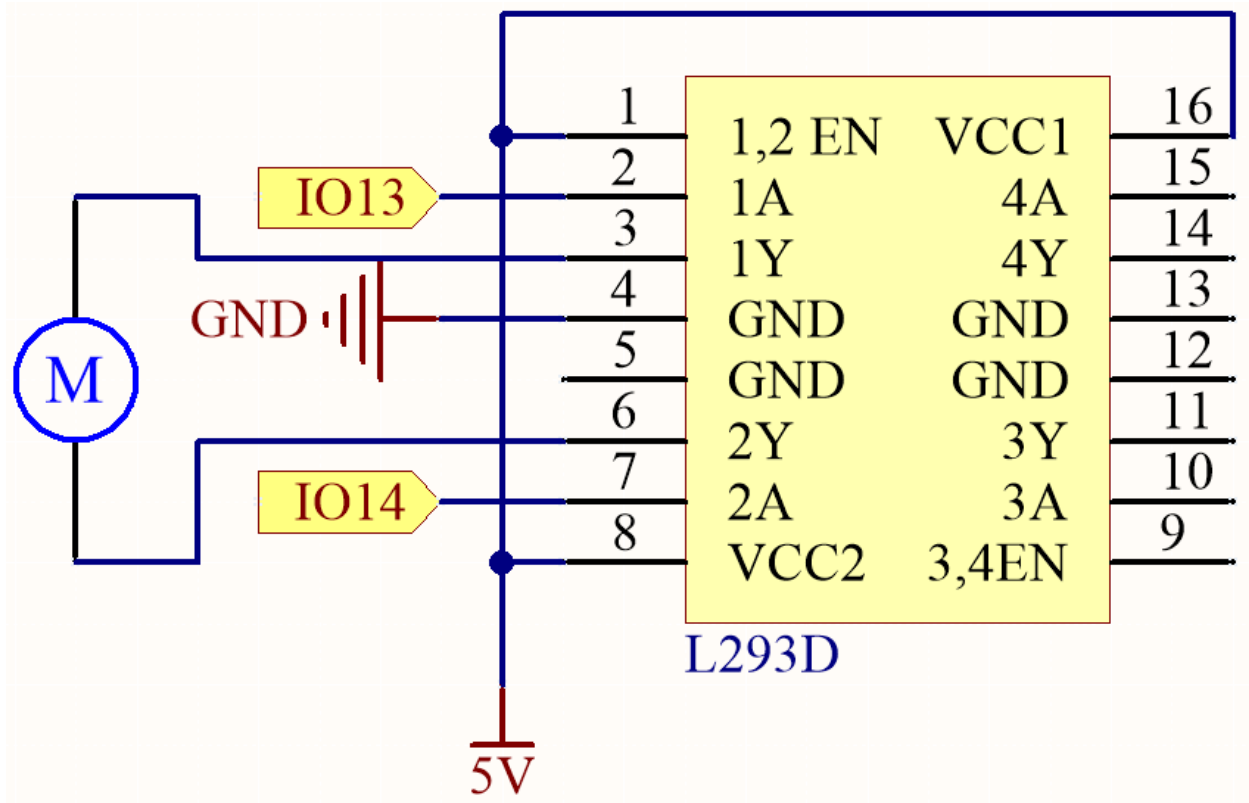 1 16
1,2 EN VCC1
2 15
IO13 1A 4A
3 14
1Y 4Y
4 13
GND GND GND
5 12
M GND GND
6 11
2Y 3Y
7 10
IO14 2A 3A
8 9
VCC2 3,4EN
L293D
5V